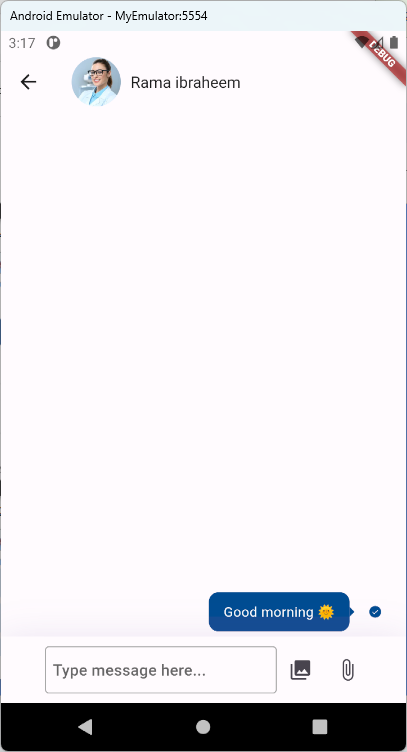 Android Emulator - MyEmulator:5554
3:17
DEBUG
Rama ibraheem
Good morning 🌞
Type message here...